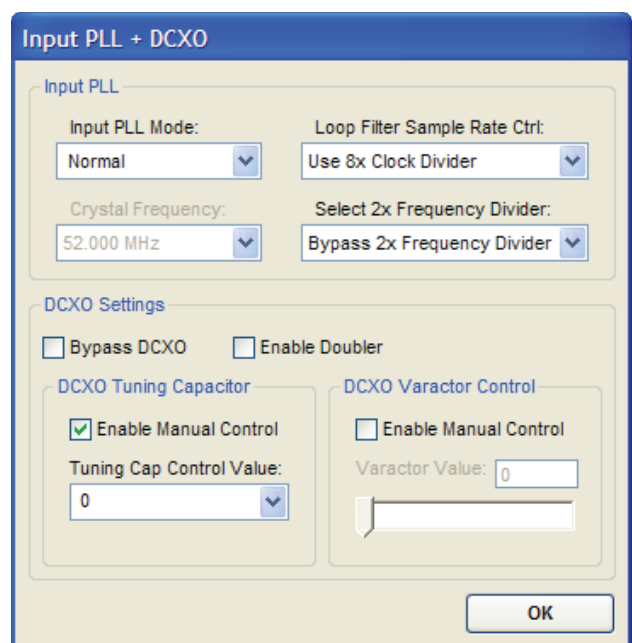 Input PLL + DCXO
Input PLL
Input PLL Mode:
Loop Filter Sample Rate Ctrl:
Normal
Use 8x Clock Divider
Crystal Frequency:
Select 2x Frequency Divider:
52.000 MHz
Bypass 2x Frequency Divider
DCXO Settings
Bypass DCXO
Enable Doubler
DCXO Tuning Capacitor
DCXO Varactor Control
Enable Manual Control
Enable Manual Control
Tuning Cap Control Value:
Varactor Value:
0
0
OK